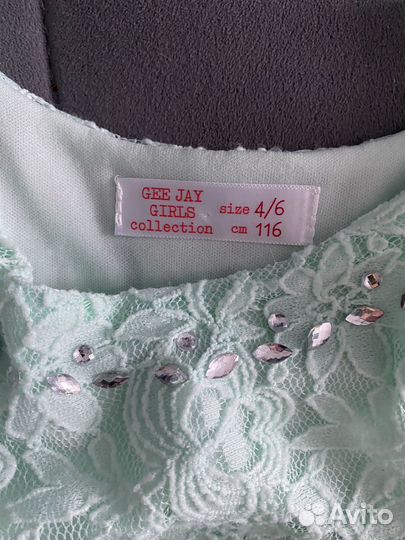 GEE JAY
GIRLS
collection
size 4/6
cm 116
Avito